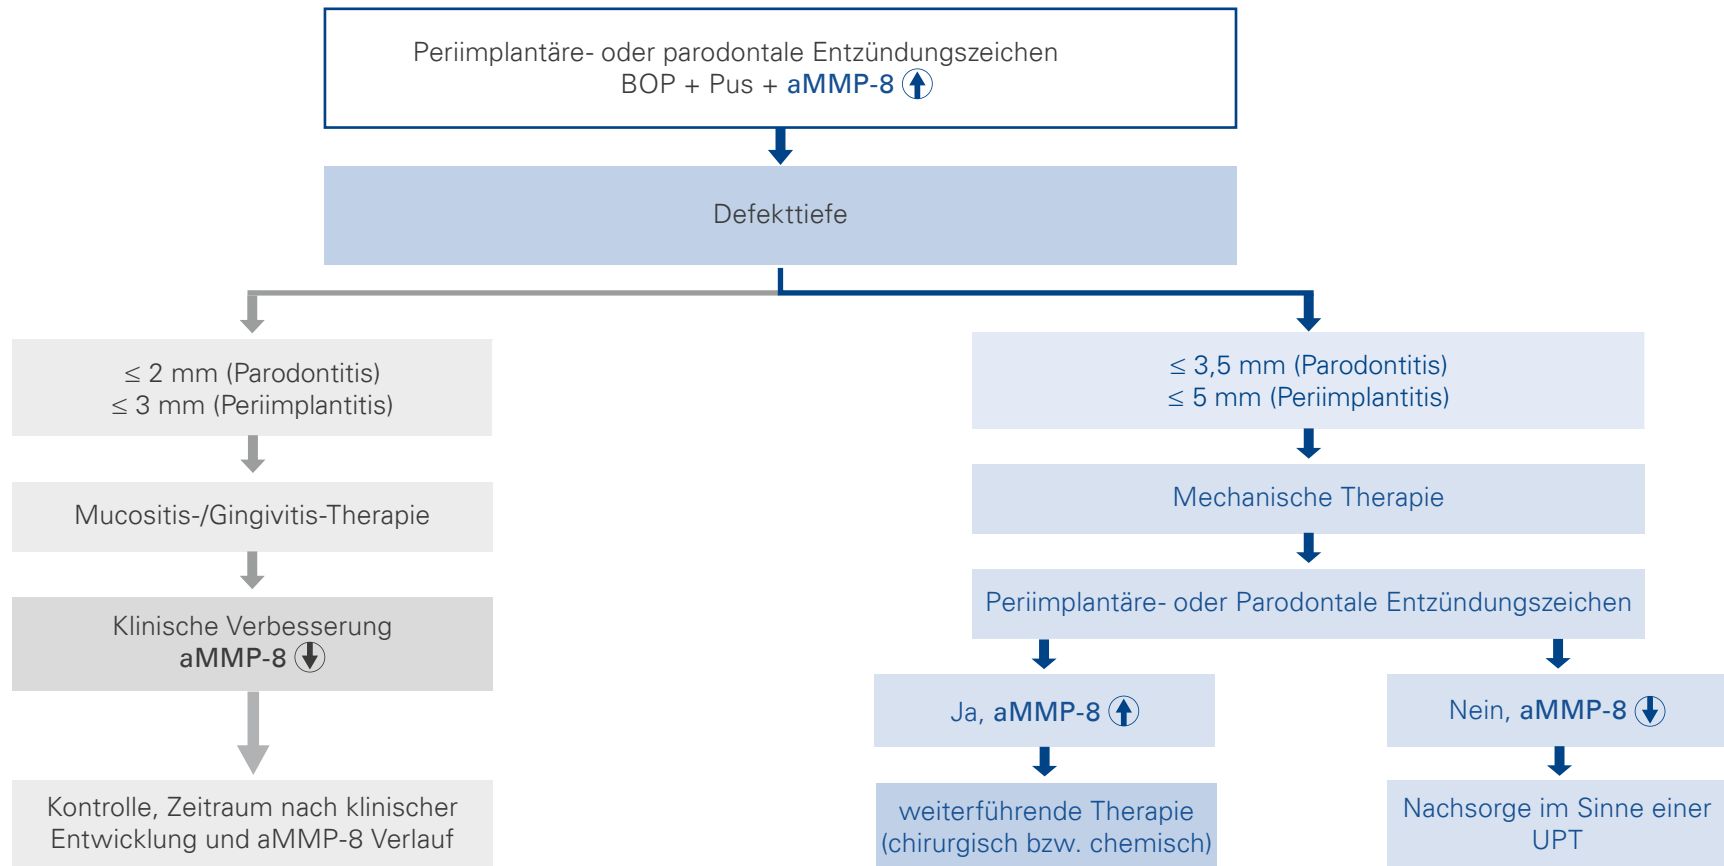 Periimplantäre- oder parodontale Entzündungszeichen
BOP + Pus + aMMP-8
Defekttiefe
≤ 2 mm (Parodontitis)
≤ 3 mm (Periimplantitis)
Mucositis-/Gingivitis-Therapie
Klinische Verbesserung
aMMP-8
Kontrolle, Zeitraum nach klinischer
Entwicklung und aMMP-8 Verlauf
≤ 3,5 mm (Parodontitis)
≤ 5 mm (Periimplantitis)
Mechanische Therapie
Periimplantäre- oder Parodontale Entzündungszeichen
Ja, aMMP-8
weiterführende Therapie
(chirurgisch bzw. chemisch)
Nein, aMMP-8
Nachsorge im Sinne einer
UPT